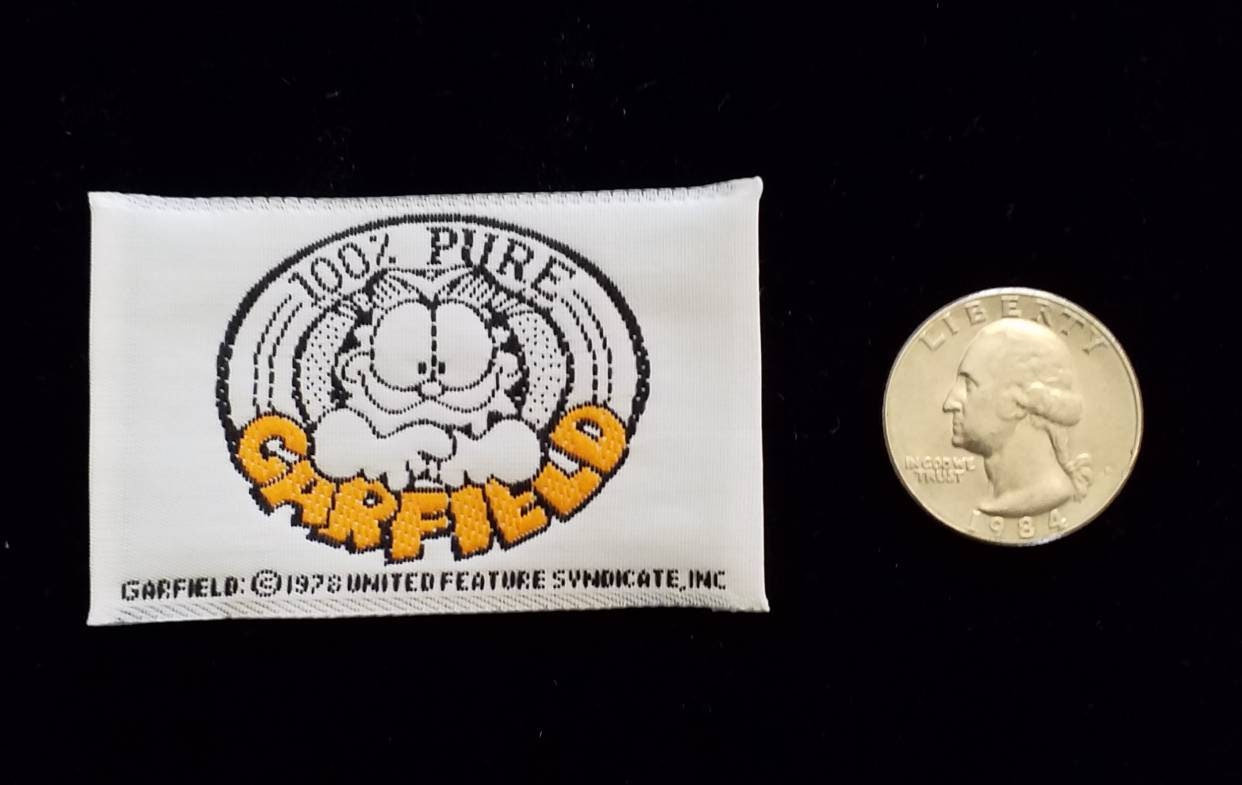 100% PURE
GARFIELD
GARFIELD: © 1978 UNITED FEATURE SYNDICATE, INC
LIBERTY
IN GOD WE
TRUST
1984